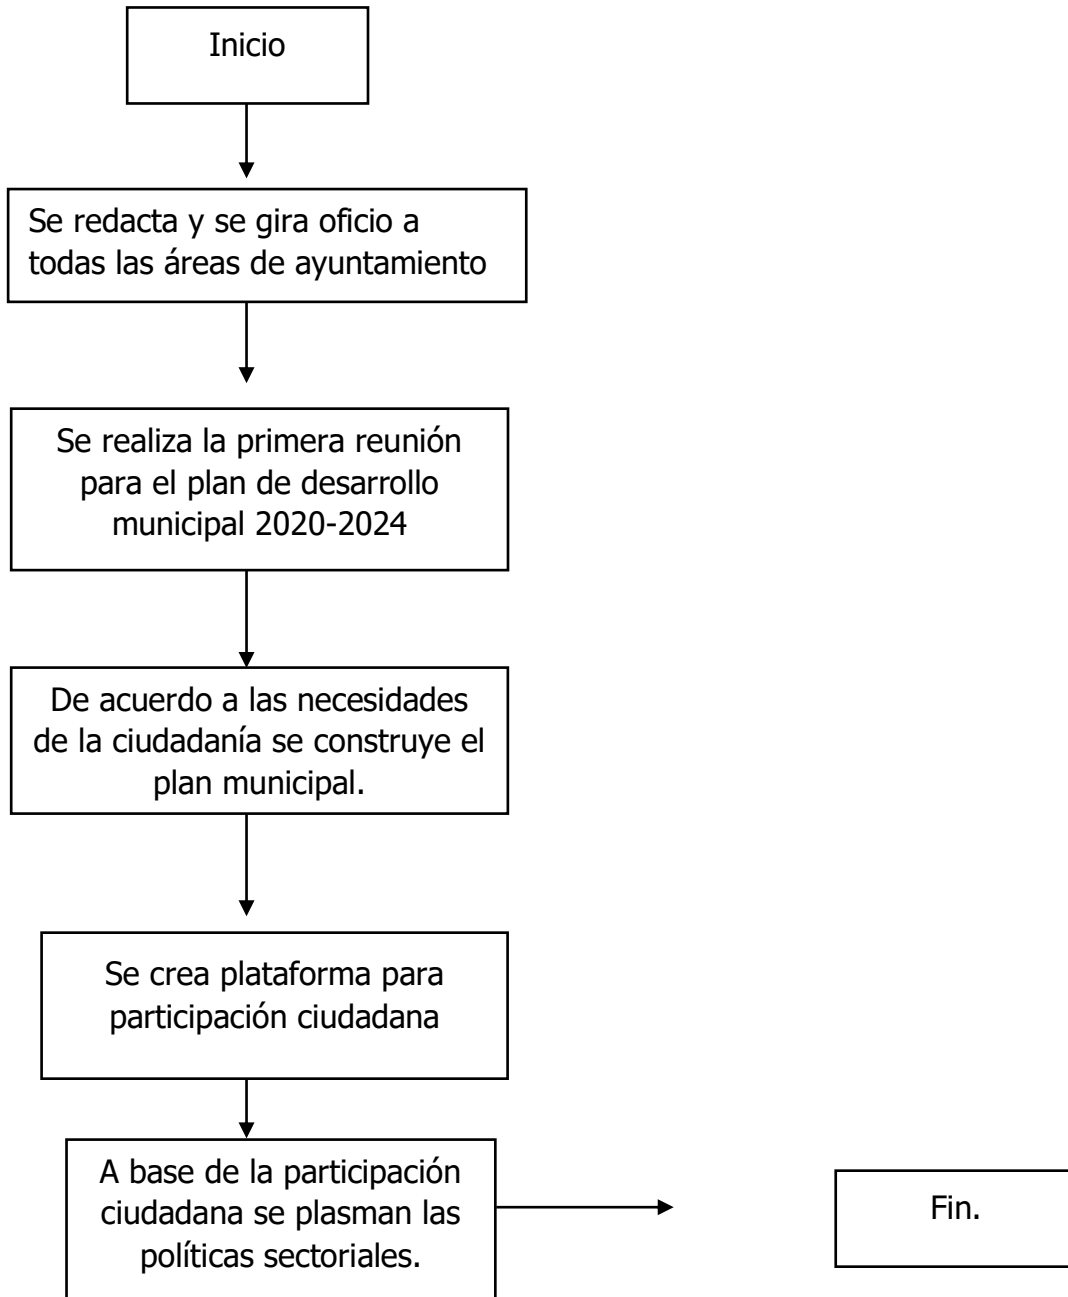 Inicio
Se redacta y se gira oficio a
todas las áreas de ayuntamiento
Se realiza la primera reunión
para el plan de desarrollo
municipal 2020-2024
De acuerdo a las necesidades
de la ciudadanía se construye el
plan municipal.
Se crea plataforma para
participación ciudadana
A base de la participación
ciudadana se plasman las
políticas sectoriales.
Fin.